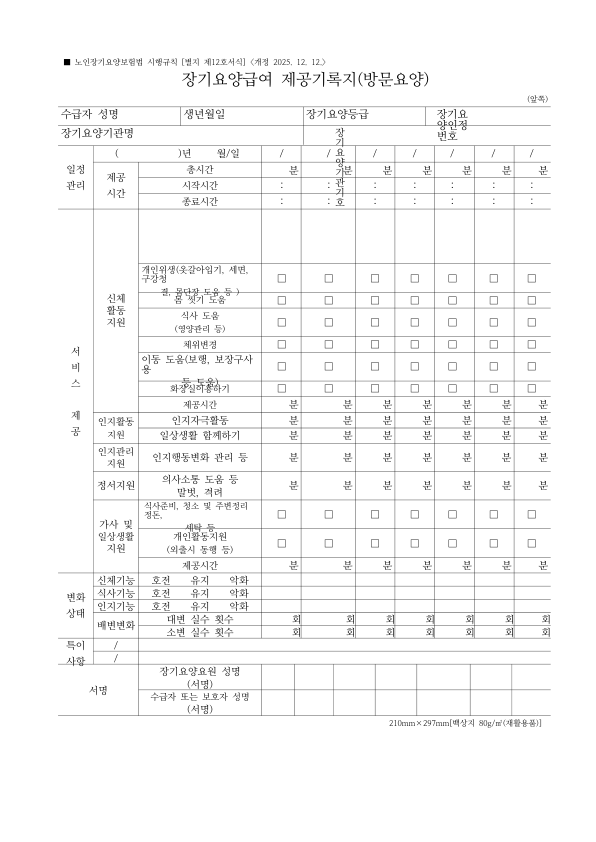 ■ 노인장기요양보험법 시행규칙 [별지 제12호서식] 〈개정 2025. 12. 12.〉
장기요양급여 제공기록지(방문요양)
(앞쪽)
수급자 성명 생년월일 장기요양등급 장기요양인정번호
장기요양기관명 장기요양기관기호
일정관리 ( )년 월/일 / / / / / / /
제공시간 총시간 분 분 분 분 분 분 분
시작시간 : : : : : : :
종료시간 : : : : : : :
서비스 제공
신체활동지원
개인위생(옷갈아입기, 세면, 구강청
결, 몸단장 도움 등 ) □ □ □ □ □ □ □
몸 씻기 도움 □ □ □ □ □ □ □
식사 도움
(영양관리 등) □ □ □ □ □ □ □
체위변경 □ □ □ □ □ □ □
이동 도움(보행, 보장구사용
등 도움) □ □ □ □ □ □ □
화장실이용하기 □ □ □ □ □ □ □
제공시간 분 분 분 분 분 분 분
인지활동지원 인지자극활동 분 분 분 분 분 분 분
일상생활 함께하기 분 분 분 분 분 분 분
인지관리지원 인지행동변화 관리 등 분 분 분 분 분 분 분
정서지원 의사소통 도움 등
말벗, 격려 분 분 분 분 분 분 분
가사 및 일상생활지원
식사준비, 청소 및 주변정리 정돈,
세탁 등 □ □ □ □ □ □ □
개인활동지원
(외출시 동행 등) □ □ □ □ □ □ □
제공시간 분 분 분 분 분 분 분
변화상태
신체기능 호전 유지 악화
식사기능 호전 유지 악화
인지기능 호전 유지 악화
배변변화 대변 실수 횟수 회 회 회 회 회 회 회
소변 실수 횟수 회 회 회 회 회 회 회
특이사항 /
/
서명
장기요양요원 성명
(서명)
수급자 또는 보호자 성명
(서명)
210mm×297mm[백상지 80g/㎡(재활용품)]